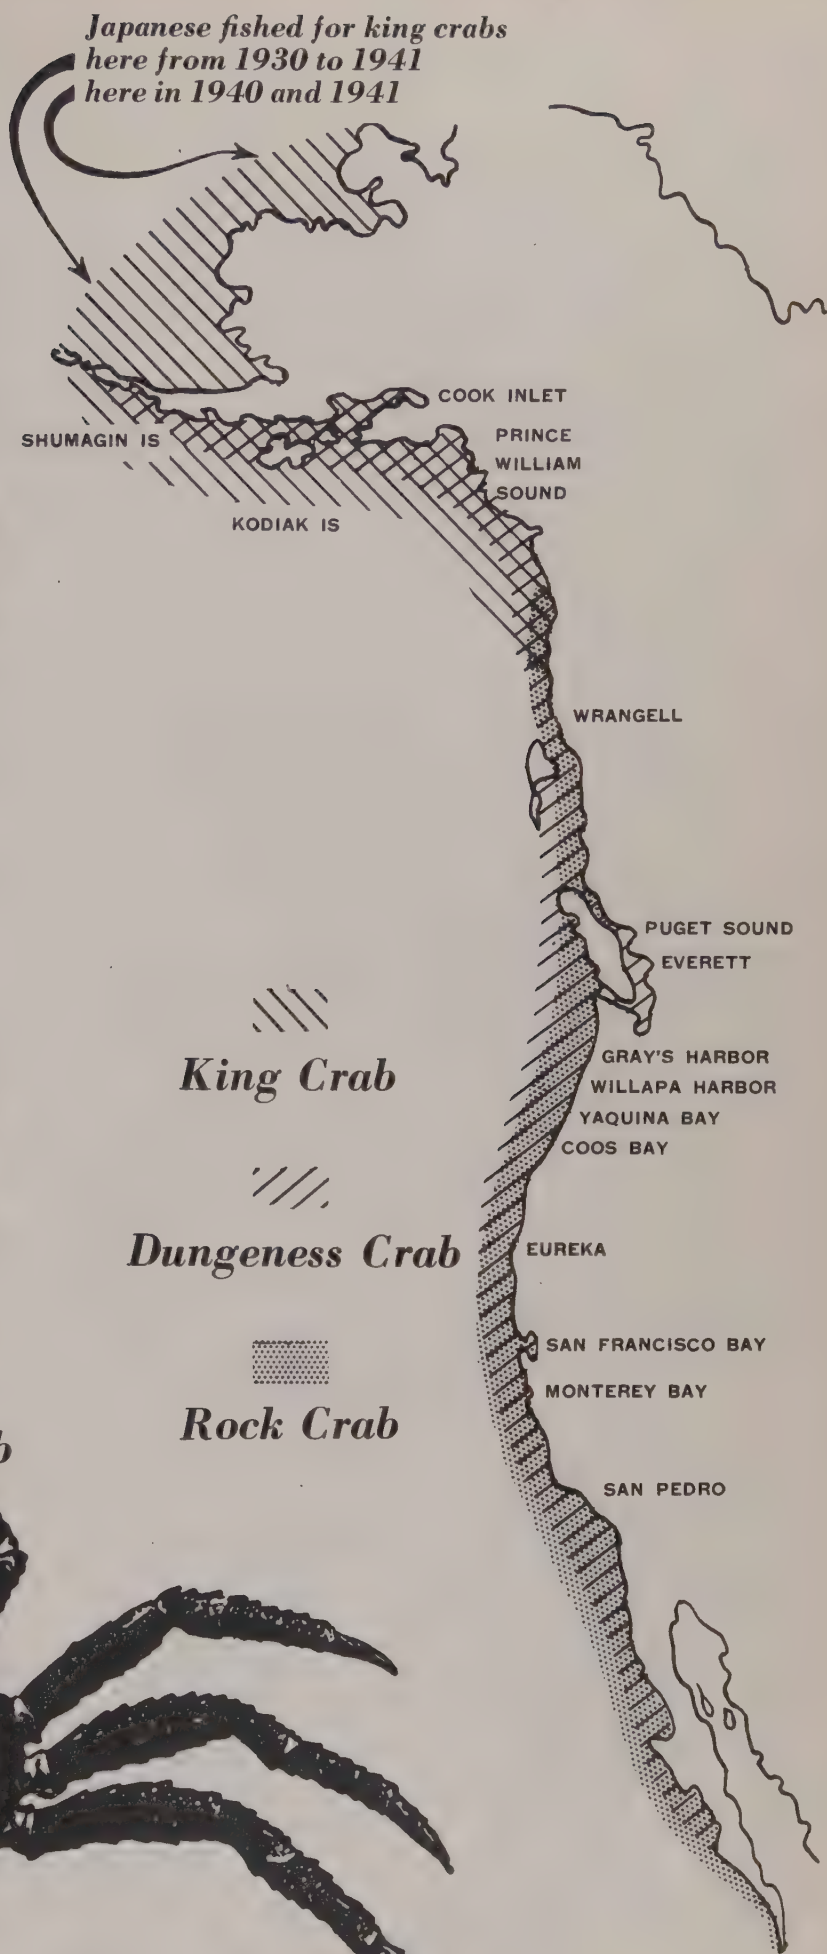 Japanese fished for king crabs
here from 1930 to 1941
here in 1940 and 1941
COOK INLET
PRINCE
WILLIAM
SOUND
SHUMAGIN IS
KODIAK IS
WRANGELL
PUGET SOUND
EVERETT
GRAY'S HARBOR
WILLAPA HARBOR
YAQUINA BAY
COOS BAY
EUREKA
SAN FRANCISCO BAY
MONTEREY BAY
SAN PEDRO
King Crab
Dungeness Crab
Rock Crab
b